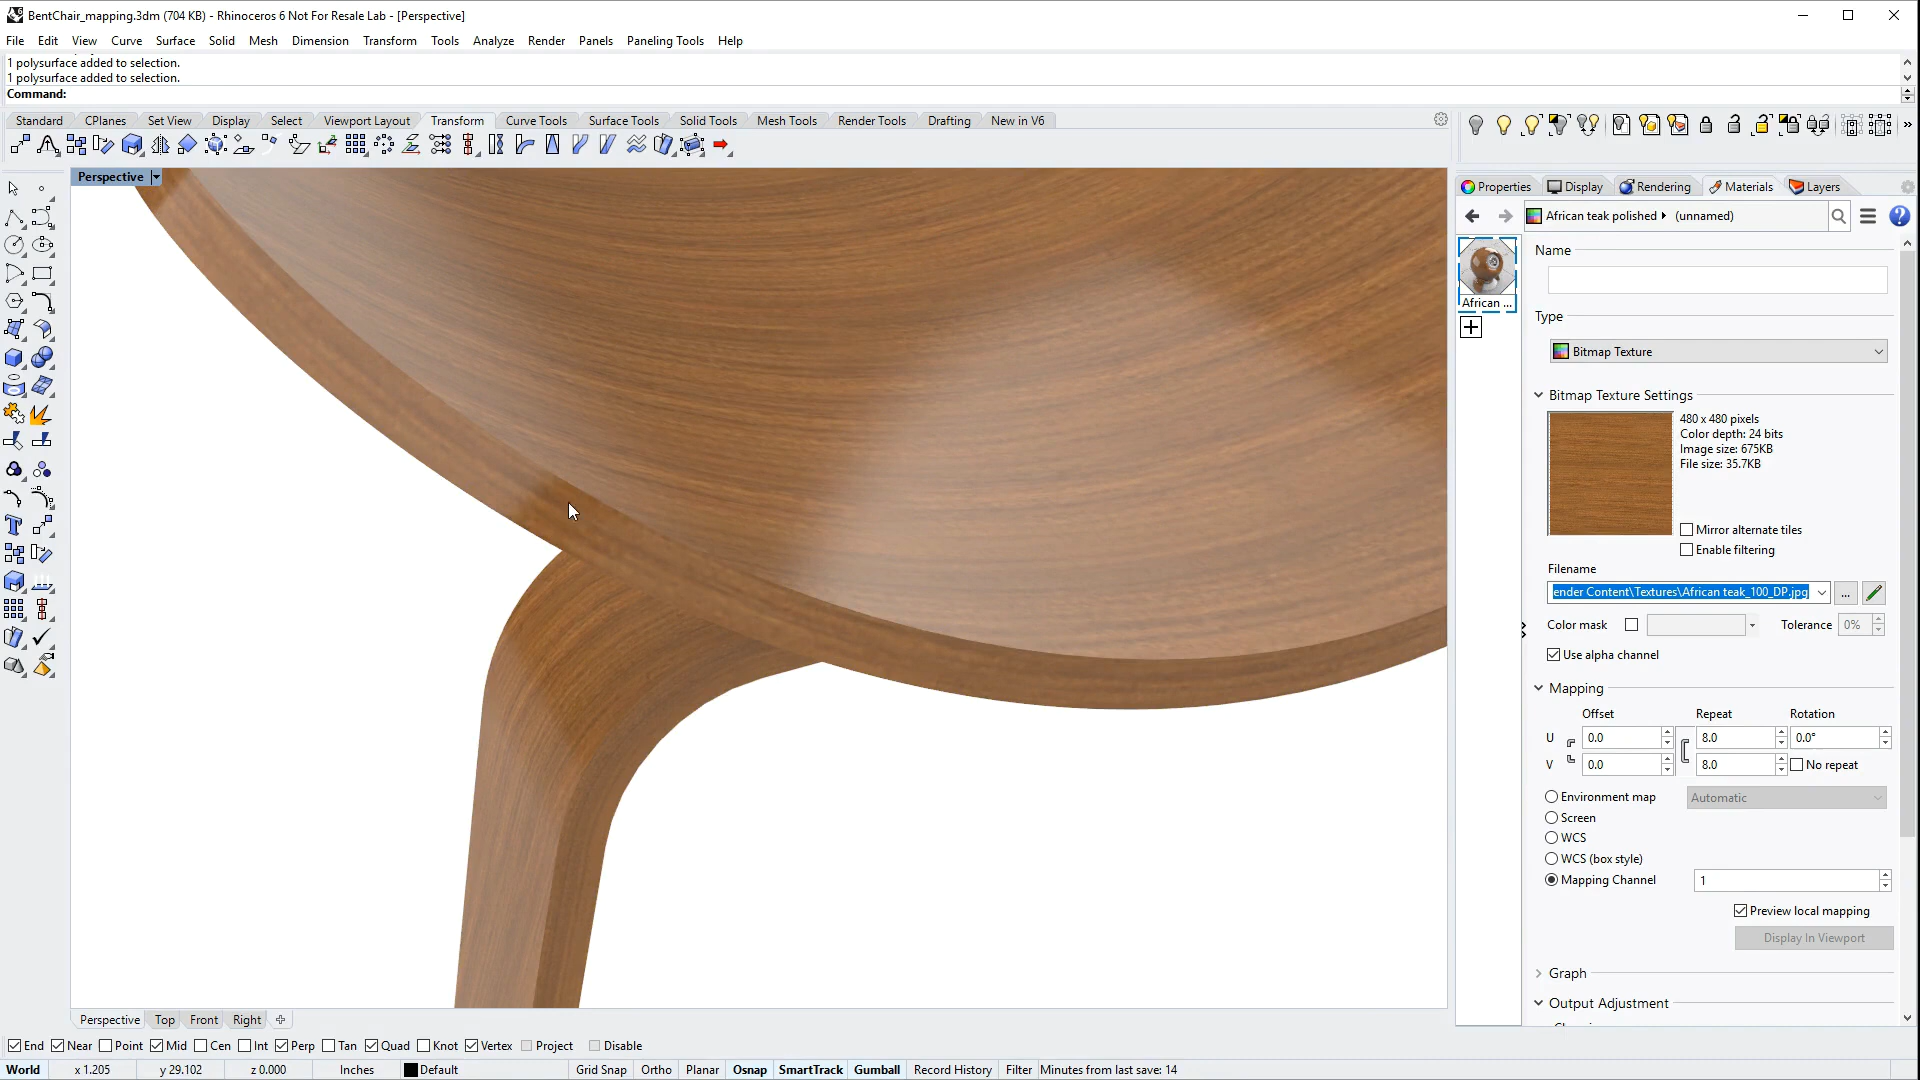 BentChair_mapping.3dm (704 KB) - Rhinoceros 6 Not For Resale Lab - [Perspective]
File Edit View Curve Surface Solid Mesh Dimension Transform Tools Analyze Render Panels Paneling Tools Help
1 polysurface added to selection.
1 polysurface added to selection.
Command:
Standard CPlanes Set View Display Select Viewport Layout Transform Curve Tools Surface Tools Solid Tools Mesh Tools Render Tools Drafting New in V6
Perspective
Properties Display Rendering Materials Layers
African teak polished (unnamed)
African ...
Name
Type
Bitmap Texture
Bitmap Texture Settings
480 x 480 pixels
Color depth: 24 bits
Image size: 675KB
File size: 35.7KB
Mirror alternate tiles
Enable filtering
Filename
ender Content\Textures\African teak_100_DP.jpg
...
Color mask Tolerance 0%
Use alpha channel
Mapping
Offset Repeat Rotation
U 0.0 8.0 0.0°
V 0.0 8.0 No repeat
Environment map Automatic
Screen
WCS
WCS (box style)
Mapping Channel 1
Preview local mapping
Display In Viewport
Graph
Output Adjustment
Perspective Top Front Right
End Near Point Mid Cen Int Perp Tan Quad Knot Vertex Project Disable
World x 1.205 y 29.102 z 0.000 Inches Default Grid Snap Ortho Planar Osnap SmartTrack Gumball Record History Filter Minutes from last save: 14